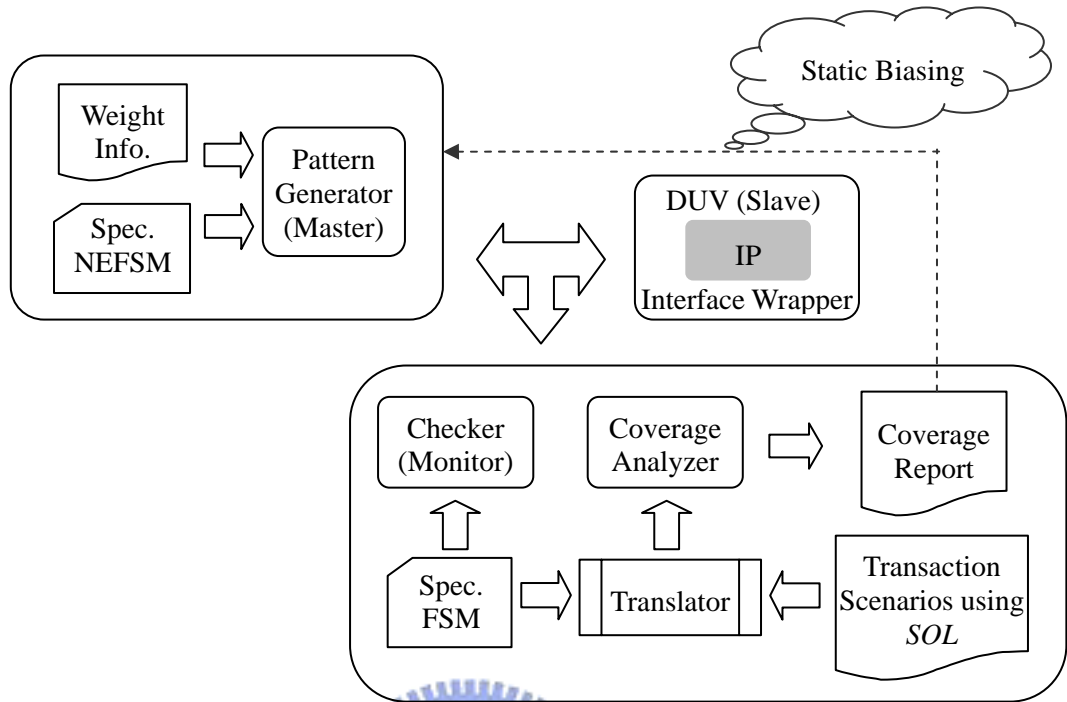 Static Biasing
Weight
Info.
Pattern
Generator
(Master)
Spec.
NEFSM
DUV (Slave)
IP
Interface Wrapper
Checker
(Monitor)
Coverage
Analyzer
Coverage
Report
Spec.
FSM
Translator
Transaction
Scenarios using
SOL